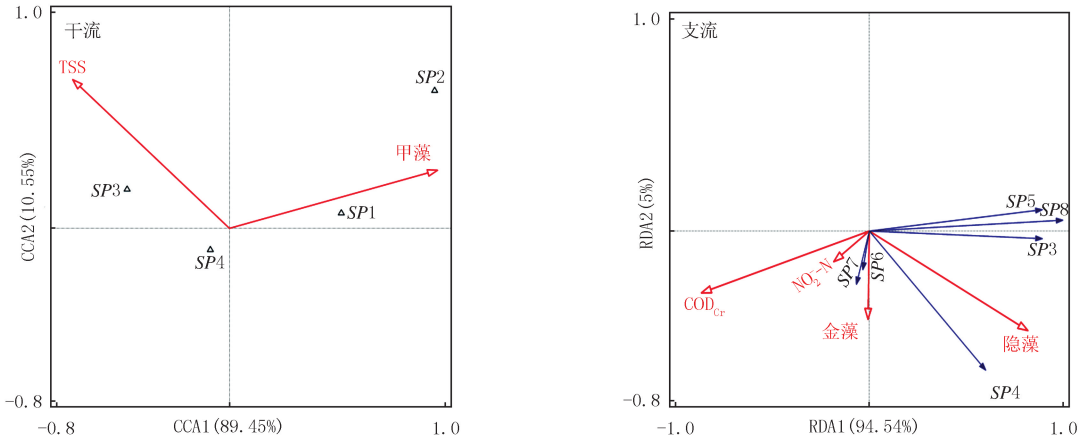 1.0
干流
TSS
SP2
甲藻
SP3
SP1
SP4
CCA2(10.55%)
-0.8
-0.8
CCA1(89.45%)
1.0
1.0
支流
SP5
SP8
SP3
RDA2(5%)
NO₂⁻-N
SP7
SP6
COD_Cr
金藻
隐藻
SP4
-0.8
-1.0
RDA1(94.54%)
1.0